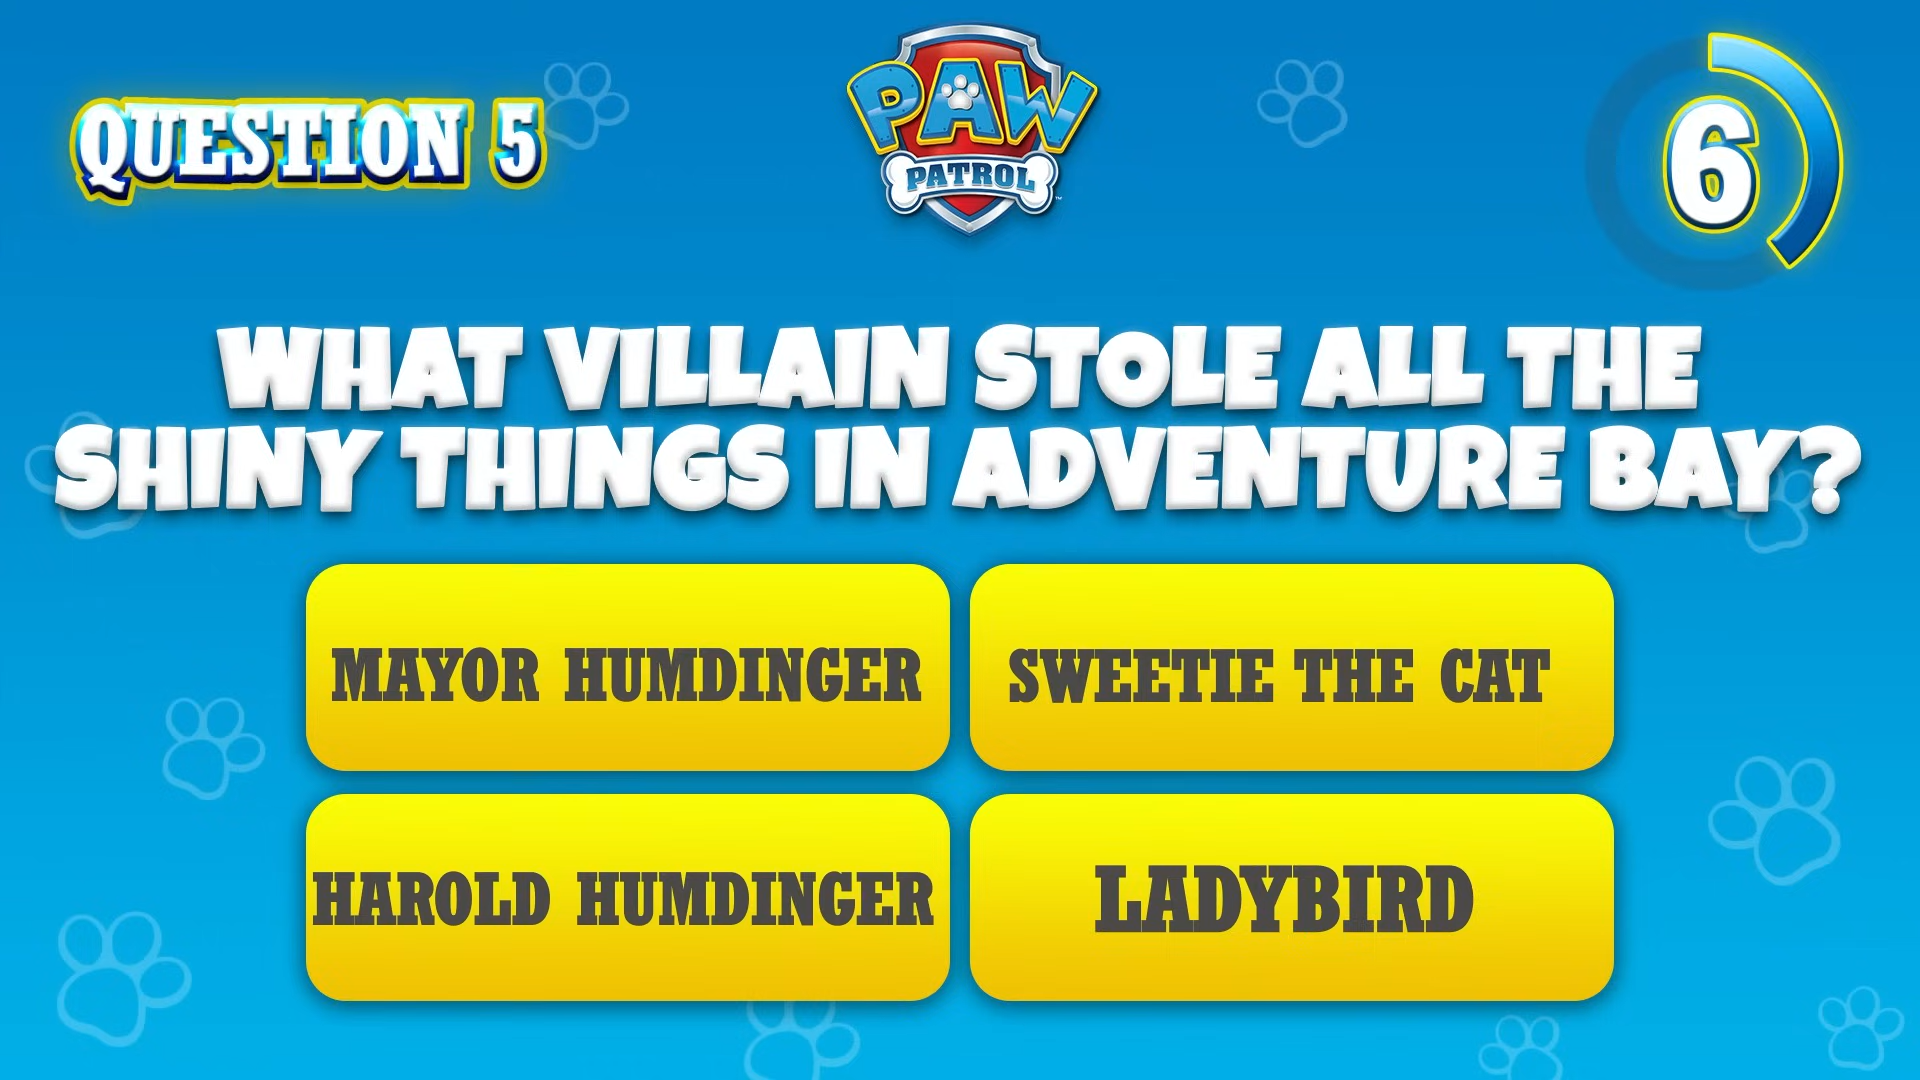 QUESTION 5
PAW
PATROL
™
6
WHAT VILLAIN STOLE ALL THE
SHINY THINGS IN ADVENTURE BAY?
MAYOR HUMDINGER
SWEETIE THE CAT
HAROLD HUMDINGER
LADYBIRD